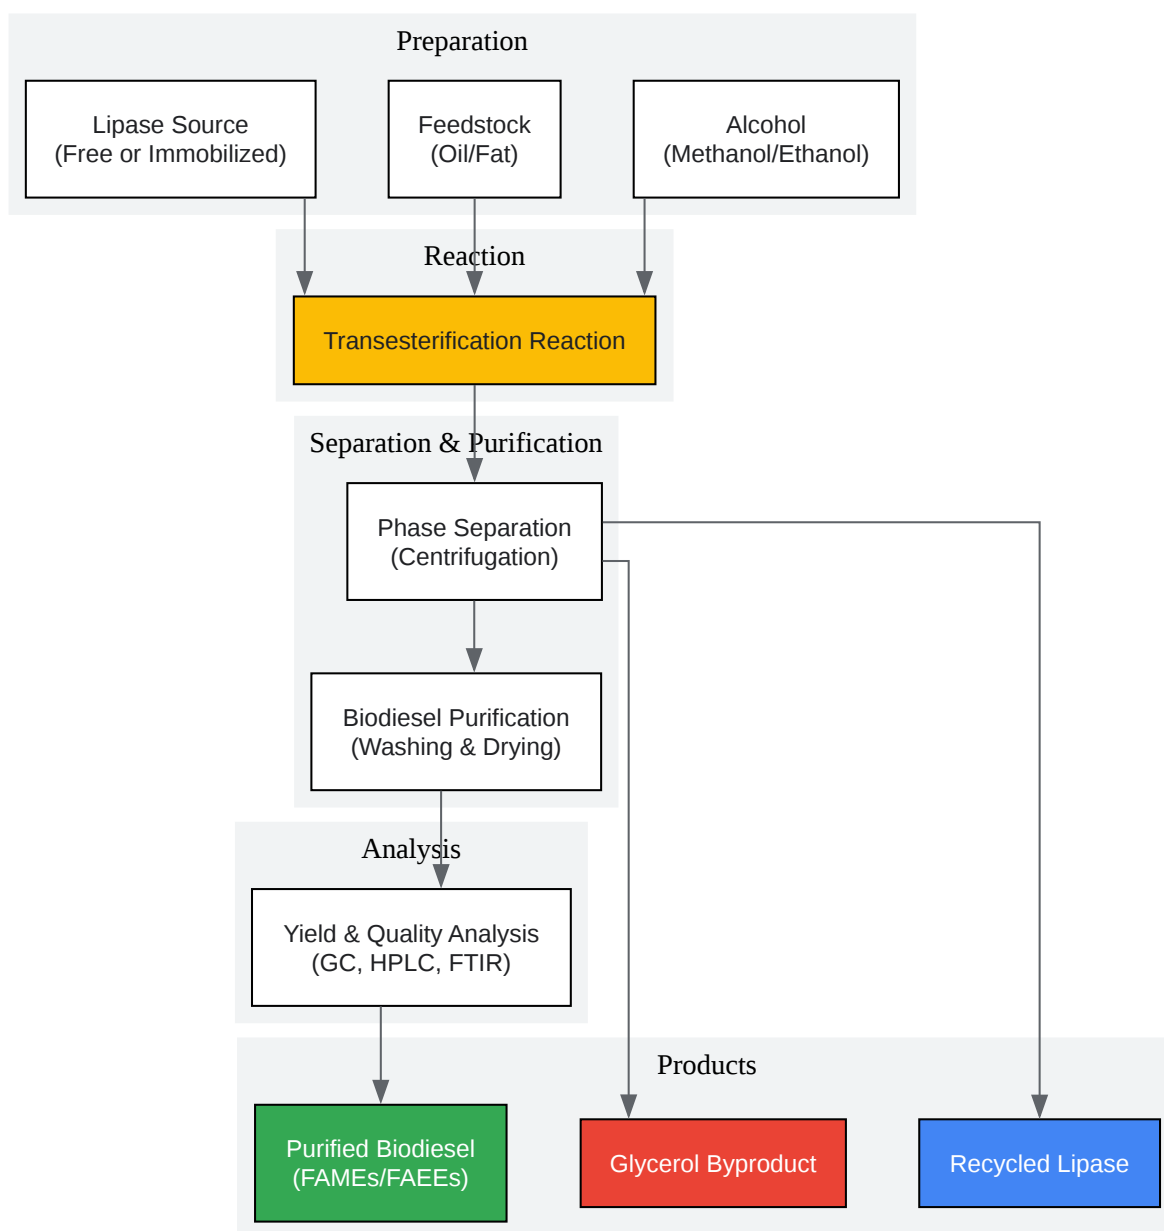 Preparation
Lipase Source
(Free or Immobilized)
Feedstock
(Oil/Fat)
Alcohol
(Methanol/Ethanol)
Reaction
Transesterification Reaction
Separation & Purification
Phase Separation
(Centrifugation)
Biodiesel Purification
(Washing & Drying)
Analysis
Yield & Quality Analysis
(GC, HPLC, FTIR)
Products
Purified Biodiesel
(FAMEs/FAEEs)
Glycerol Byproduct
Recycled Lipase